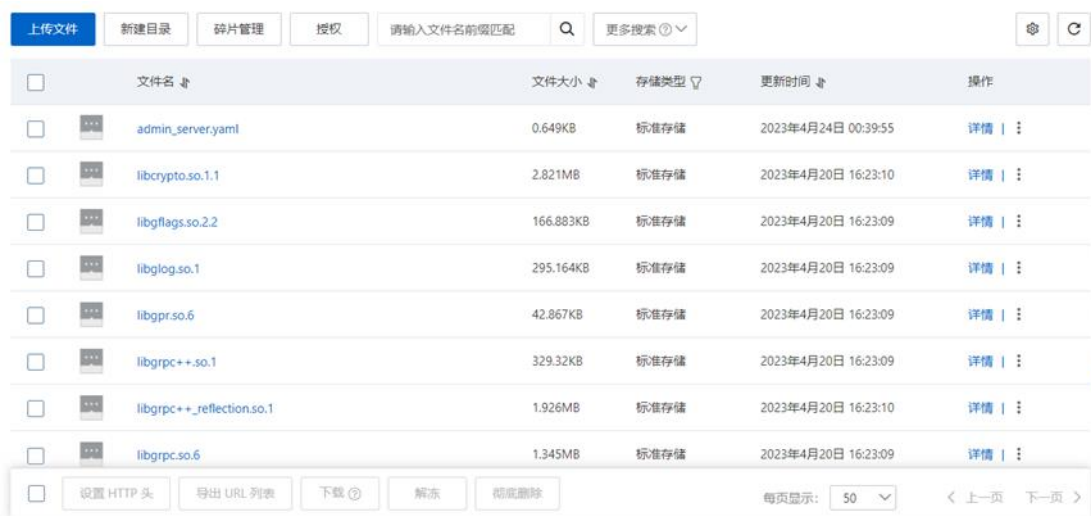 上传文件 新建目录 碎片管理 授权 请输入文件名前缀匹配 更多搜索
文件名 文件大小 存储类型 更新时间 操作
admin_server.yaml 0.649KB 标准存储 2023年4月24日 00:39:55 详情 |
libcrypto.so.1.1 2.821MB 标准存储 2023年4月20日 16:23:10 详情 |
libgflags.so.2.2 166.883KB 标准存储 2023年4月20日 16:23:09 详情 |
libglog.so.1 295.164KB 标准存储 2023年4月20日 16:23:09 详情 |
libgpr.so.6 42.867KB 标准存储 2023年4月20日 16:23:09 详情 |
libgrpc++.so.1 329.32KB 标准存储 2023年4月20日 16:23:09 详情 |
libgrpc++_reflection.so.1 1.926MB 标准存储 2023年4月20日 16:23:10 详情 |
libgrpc.so.6 1.345MB 标准存储 2023年4月20日 16:23:09 详情 |
设置 HTTP 头 导出 URL 列表 下载 解冻 彻底删除 每页显示: 50 上一页 下一页